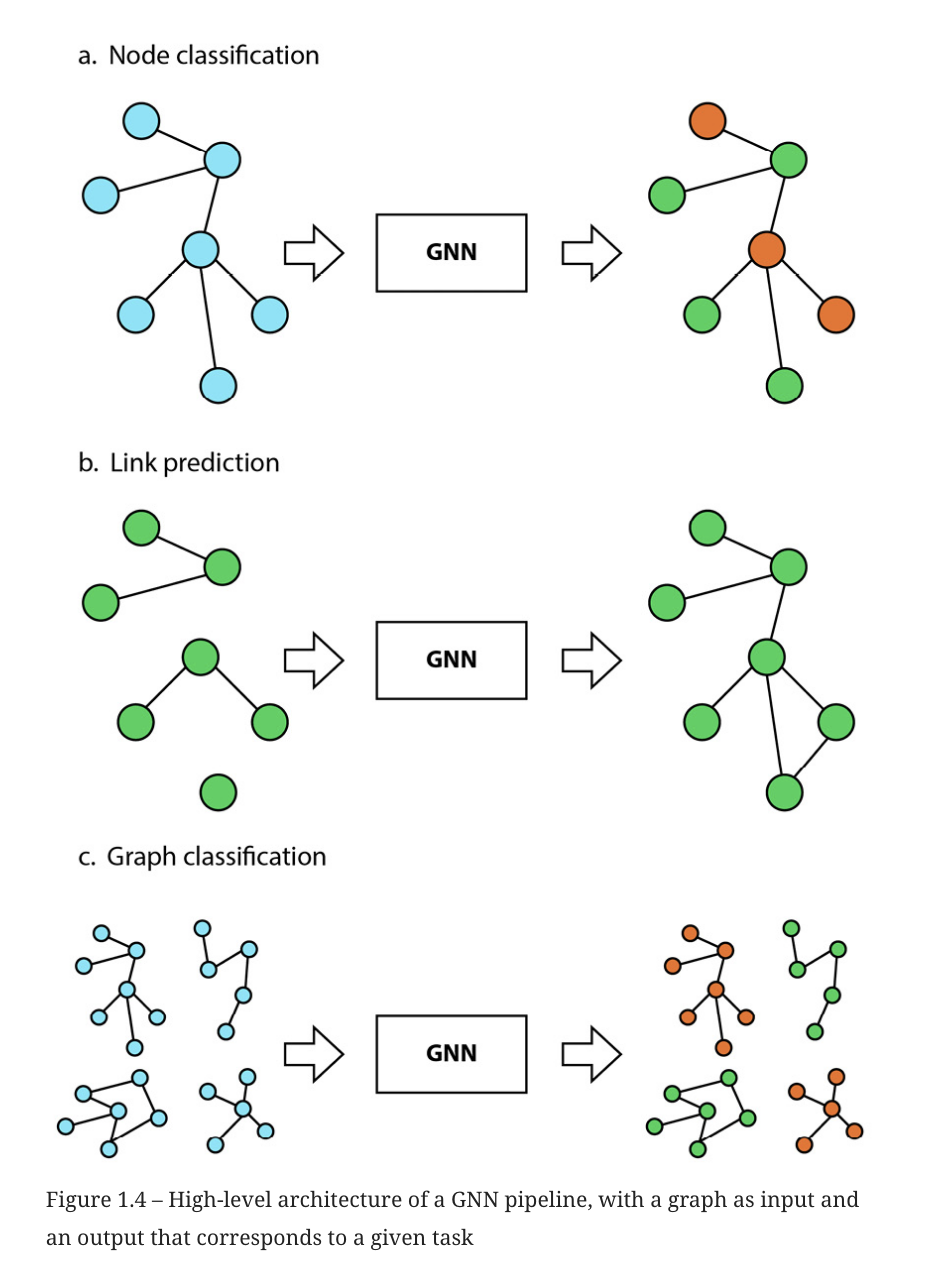 a. Node classification
GNN
b. Link prediction
GNN
c. Graph classification
GNN
Figure 1.4 – High-level architecture of a GNN pipeline, with a graph as input and
an output that corresponds to a given task